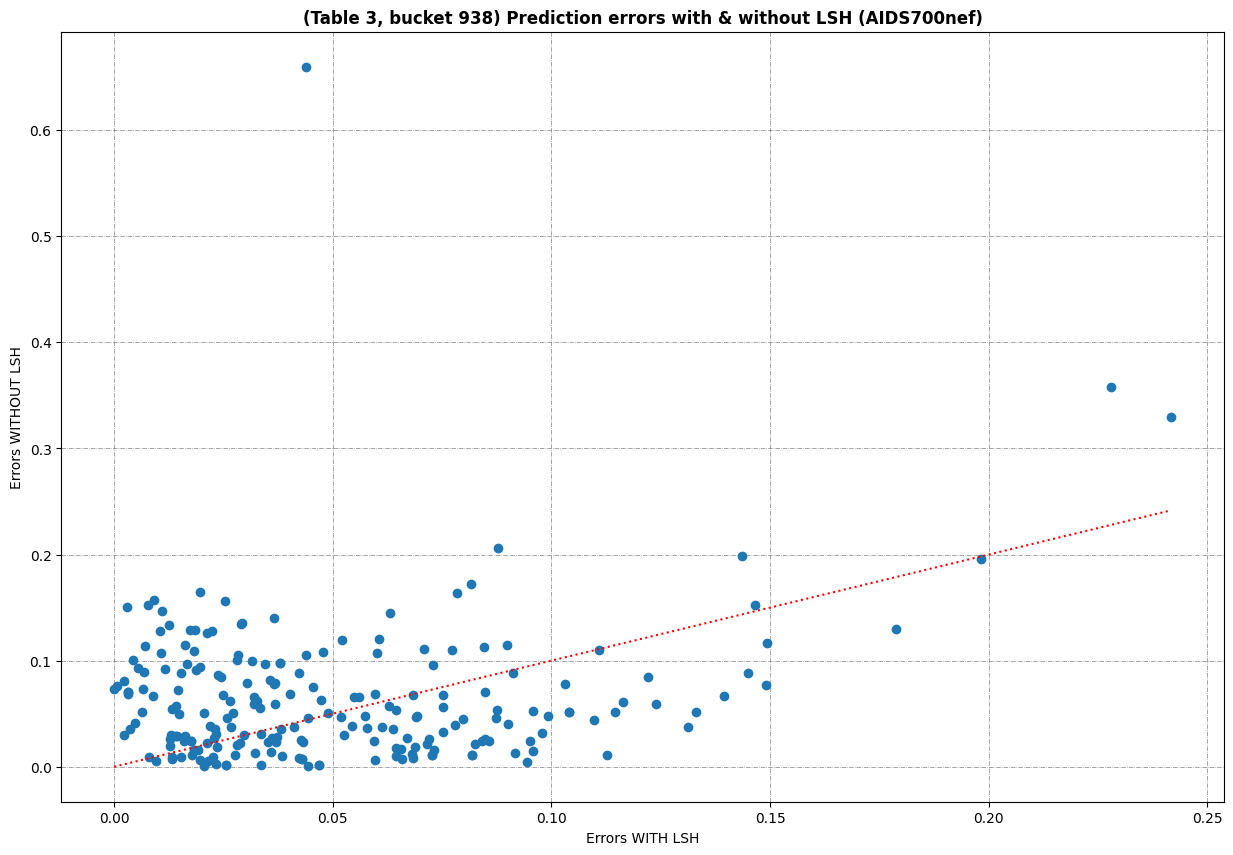 (Table 3, bucket 938) Prediction errors with & without LSH (AIDS700nef)
Errors WITHOUT LSH
0.6
0.5
0.4
0.3
0.2
0.1
0.0
0.00 0.05 0.10 0.15 0.20 0.25
Errors WITH LSH